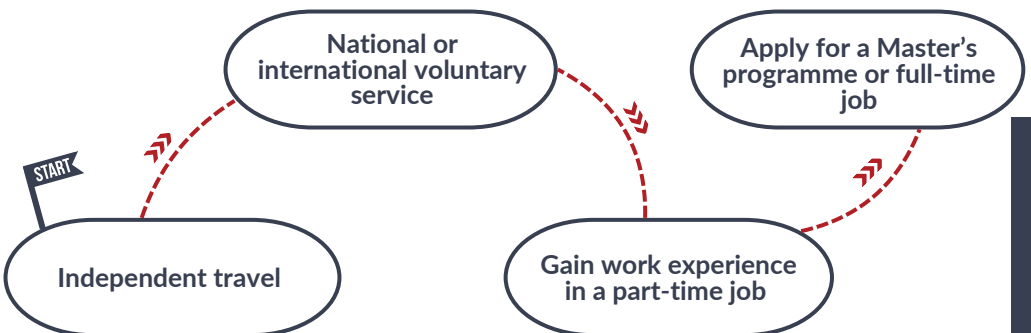 START
Independent travel
National or
international voluntary
service
Gain work experience
in a part-time job
Apply for a Master’s
programme or full-time
job